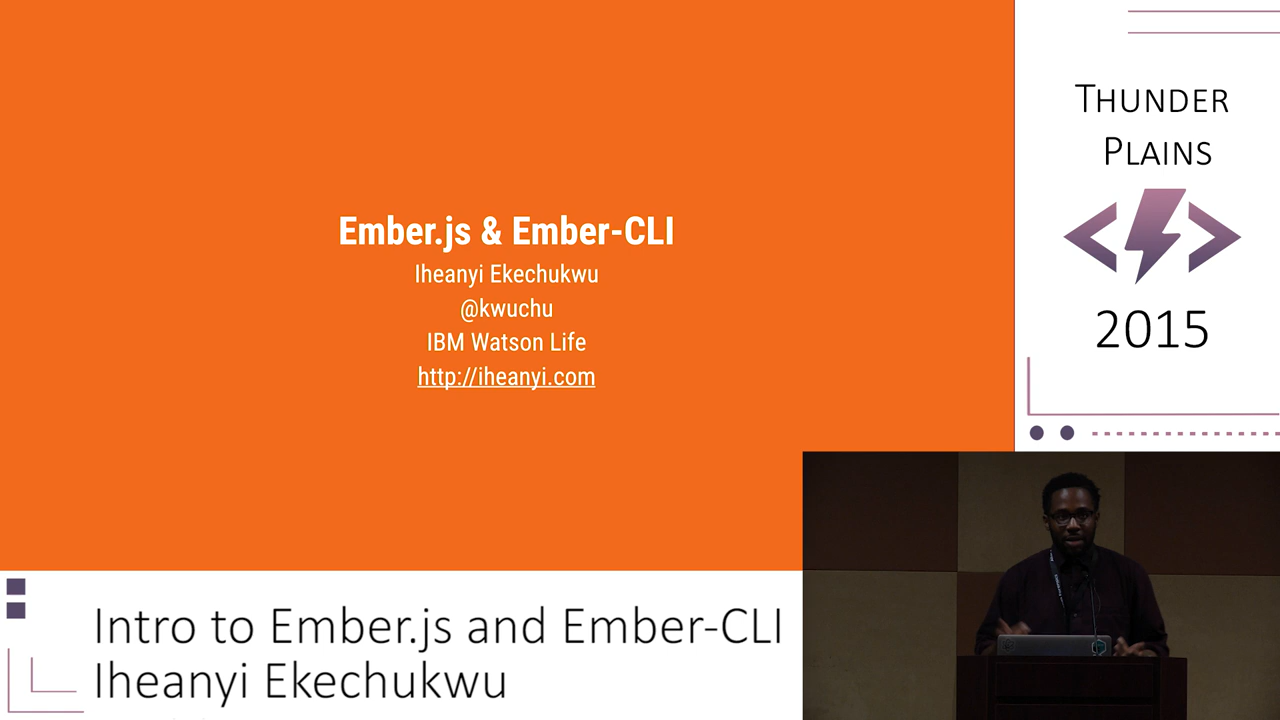 Ember.js & Ember-CLI
Iheanyi Ekechukwu
@kwuchu
IBM Watson Life
http://iheanyi.com
THUNDER
PLAINS
2015
Intro to Ember.js and Ember-CLI
Iheanyi Ekechukwu